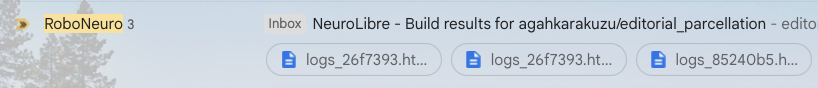 RoboNeuro 3 Inbox NeuroLibre - Build results for agahkarakuzu/editorial_parcellation - edito
logs_26f7393.ht... logs_26f7393.ht... logs_85240b5.h...